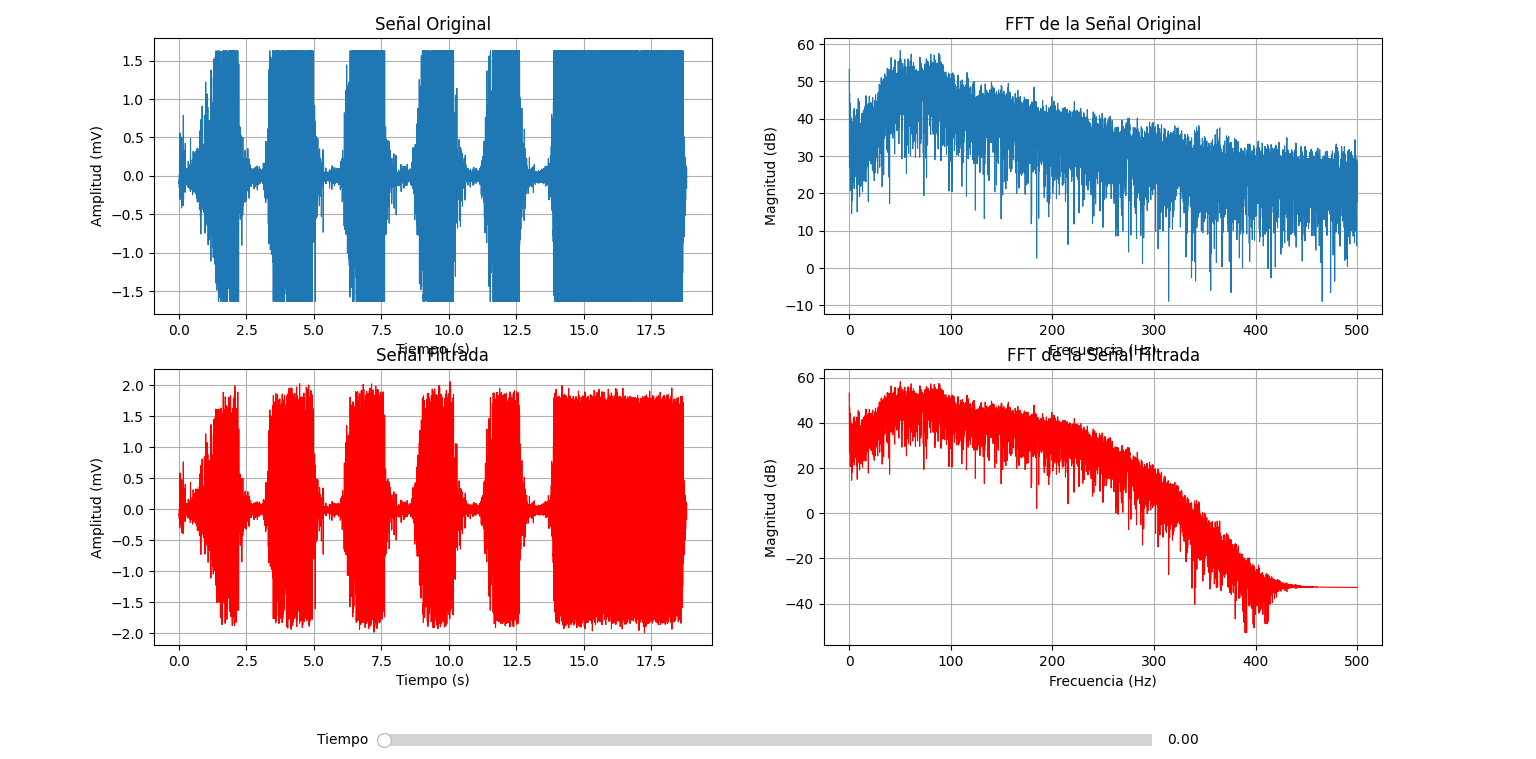 Señal Original
Amplitud (mV)
1.5
1.0
0.5
0.0
−0.5
−1.0
−1.5
0.0 2.5 5.0 7.5 10.0 12.5 15.0 17.5
Tiempo (s)
FFT de la Señal Original
Magnitud (dB)
60
50
40
30
20
10
0
−10
0 100 200 300 400 500
Frecuencia (Hz)
Señal Filtrada
Amplitud (mV)
2.0
1.5
1.0
0.5
0.0
−0.5
−1.0
−1.5
−2.0
0.0 2.5 5.0 7.5 10.0 12.5 15.0 17.5
Tiempo (s)
FFT de la Señal Filtrada
Magnitud (dB)
60
40
20
0
−20
−40
0 100 200 300 400 500
Frecuencia (Hz)
Tiempo 0.00